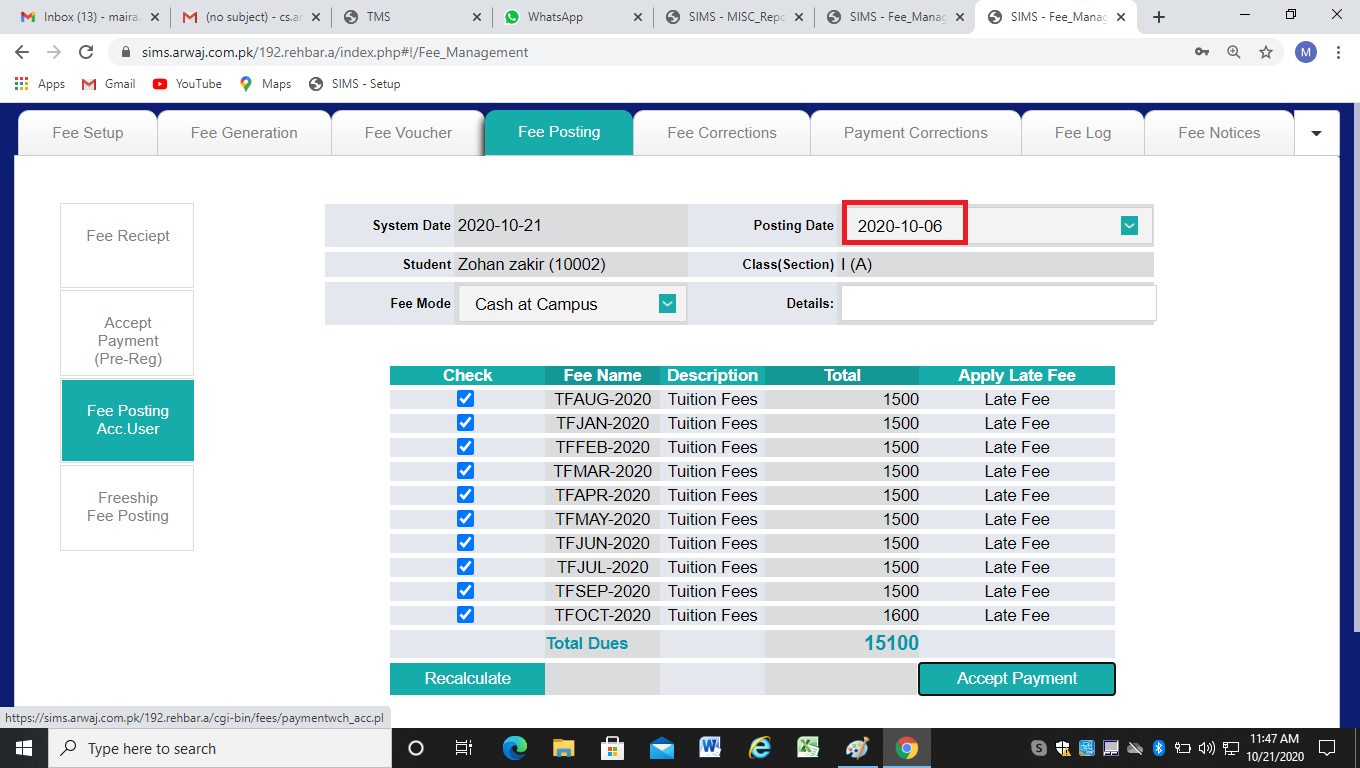 Inbox (13) - maira.
(no subject) - cs.ar
TMS
WhatsApp
SIMS - MISC_Repo
SIMS - Fee_Manag
SIMS - Fee_Manag
sims.arwaj.com.pk/192.rehbar.a/index.php#!/Fee_Management
M
Apps
Gmail
YouTube
Maps
SIMS - Setup
Fee Setup
Fee Generation
Fee Voucher
Fee Posting
Fee Corrections
Payment Corrections
Fee Log
Fee Notices
Fee Reciept
Accept
Payment
(Pre-Reg)
Fee Posting
Acc.User
Freeship
Fee Posting
System Date 2020-10-21 Posting Date 2020-10-06
Student Zohan zakir (10002) Class(Section) I (A)
Fee Mode Cash at Campus Details:
Check Fee Name Description Total Apply Late Fee
TFAUG-2020 Tuition Fees 1500 Late Fee
TFJAN-2020 Tuition Fees 1500 Late Fee
TFFEB-2020 Tuition Fees 1500 Late Fee
TFMAR-2020 Tuition Fees 1500 Late Fee
TFAPR-2020 Tuition Fees 1500 Late Fee
TFMAY-2020 Tuition Fees 1500 Late Fee
TFJUN-2020 Tuition Fees 1500 Late Fee
TFJUL-2020 Tuition Fees 1500 Late Fee
TFSEP-2020 Tuition Fees 1500 Late Fee
TFOCT-2020 Tuition Fees 1600 Late Fee
Total Dues 15100
Recalculate Accept Payment
https://sims.arwaj.com.pk/192.rehbar.a/cgi-bin/fees/paymentwch_acc.pl
Type here to search
11:47 AM
10/21/2020